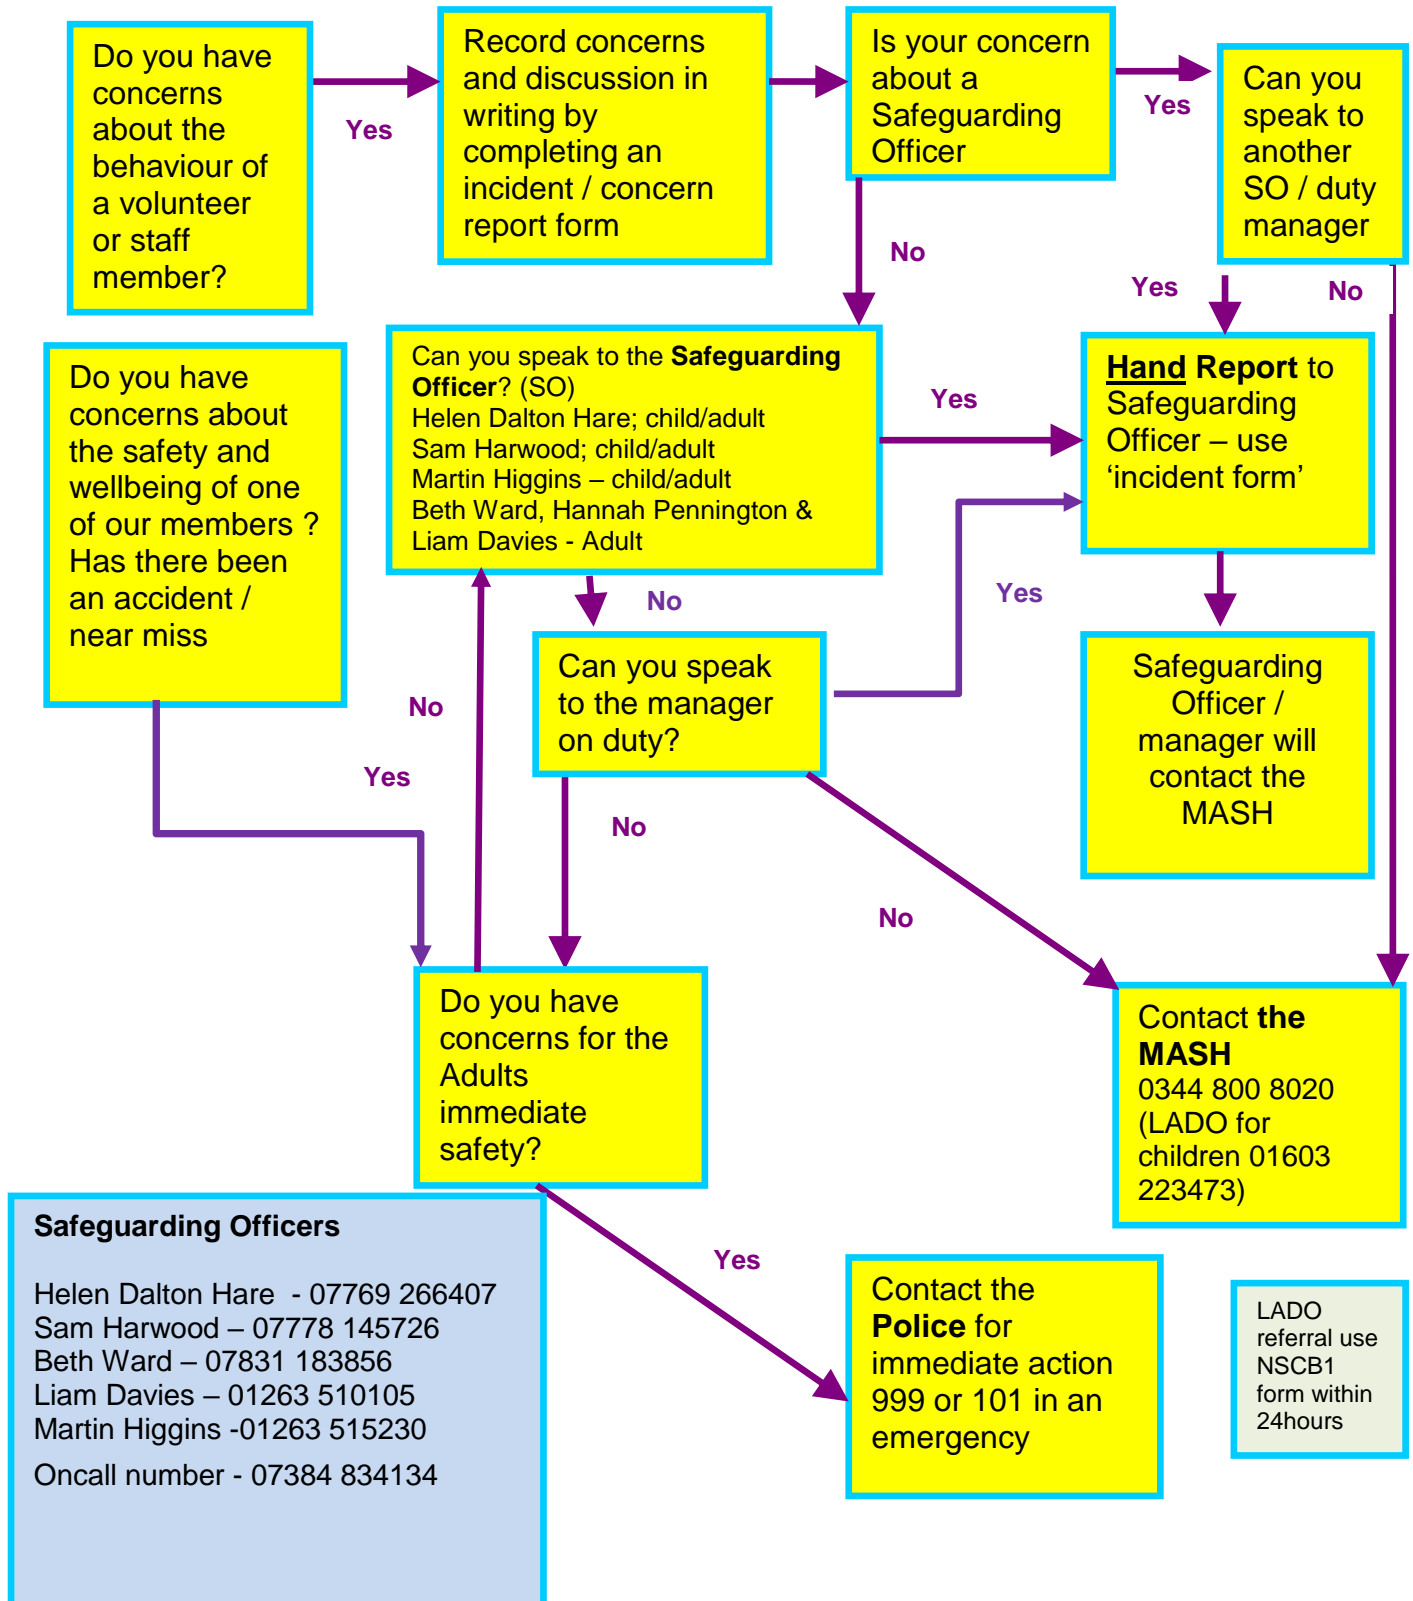 Do you have
concerns
about the
behaviour of
a volunteer
or staff
member?
Yes
Record concerns
and discussion in
writing by
completing an
incident / concern
report form
Is your concern
about a
Safeguarding
Officer
Yes
Can you
speak to
another
SO / duty
manager
No
Yes
No
Do you have
concerns about
the safety and
wellbeing of one
of our members ?
Has there been
an accident /
near miss
Can you speak to the Safeguarding
Officer? (SO)
Helen Dalton Hare; child/adult
Sam Harwood; child/adult
Martin Higgins – child/adult
Beth Ward, Hannah Pennington &
Liam Davies - Adult
Yes
Hand Report to
Safeguarding
Officer – use
‘incident form’
No
Yes
Can you speak
to the manager
on duty?
Safeguarding
Officer /
manager will
contact the
MASH
No
Yes
No
No
Do you have
concerns for the
Adults
immediate
safety?
Contact the
MASH
0344 800 8020
(LADO for
children 01603
223473)
Safeguarding Officers
Helen Dalton Hare - 07769 266407
Sam Harwood – 07778 145726
Beth Ward – 07831 183856
Liam Davies – 01263 510105
Martin Higgins -01263 515230
Oncall number - 07384 834134
Yes
Contact the
Police for
immediate action
999 or 101 in an
emergency
LADO
referral use
NSCB1
form within
24hours